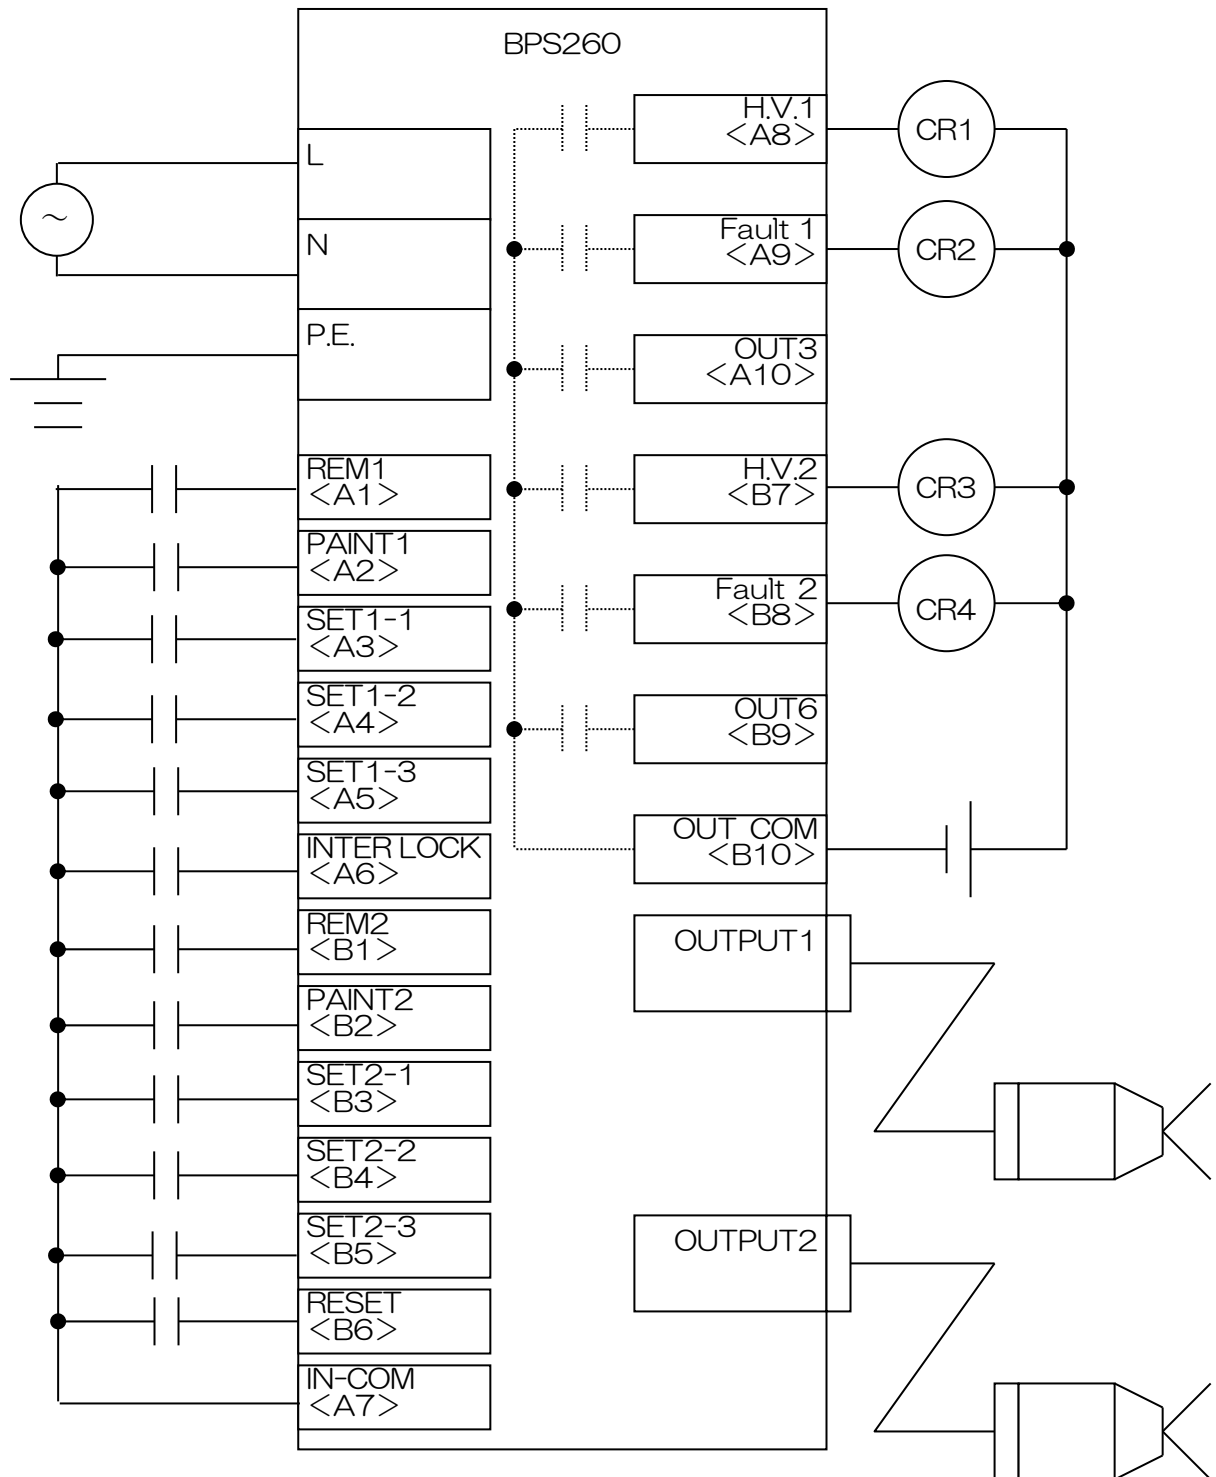 BPS260
L
N
P.E.
REM1
<A1>
PAINT1
<A2>
SET1-1
<A3>
SET1-2
<A4>
SET1-3
<A5>
INTER LOCK
<A6>
REM2
<B1>
PAINT2
<B2>
SET2-1
<B3>
SET2-2
<B4>
SET2-3
<B5>
RESET
<B6>
IN-COM
<A7>
H.V.1
<A8>
CR1
Fault 1
<A9>
CR2
OUT3
<A10>
H.V.2
<B7>
CR3
Fault 2
<B8>
CR4
OUT6
<B9>
OUT COM
<B10>
OUTPUT1
OUTPUT2